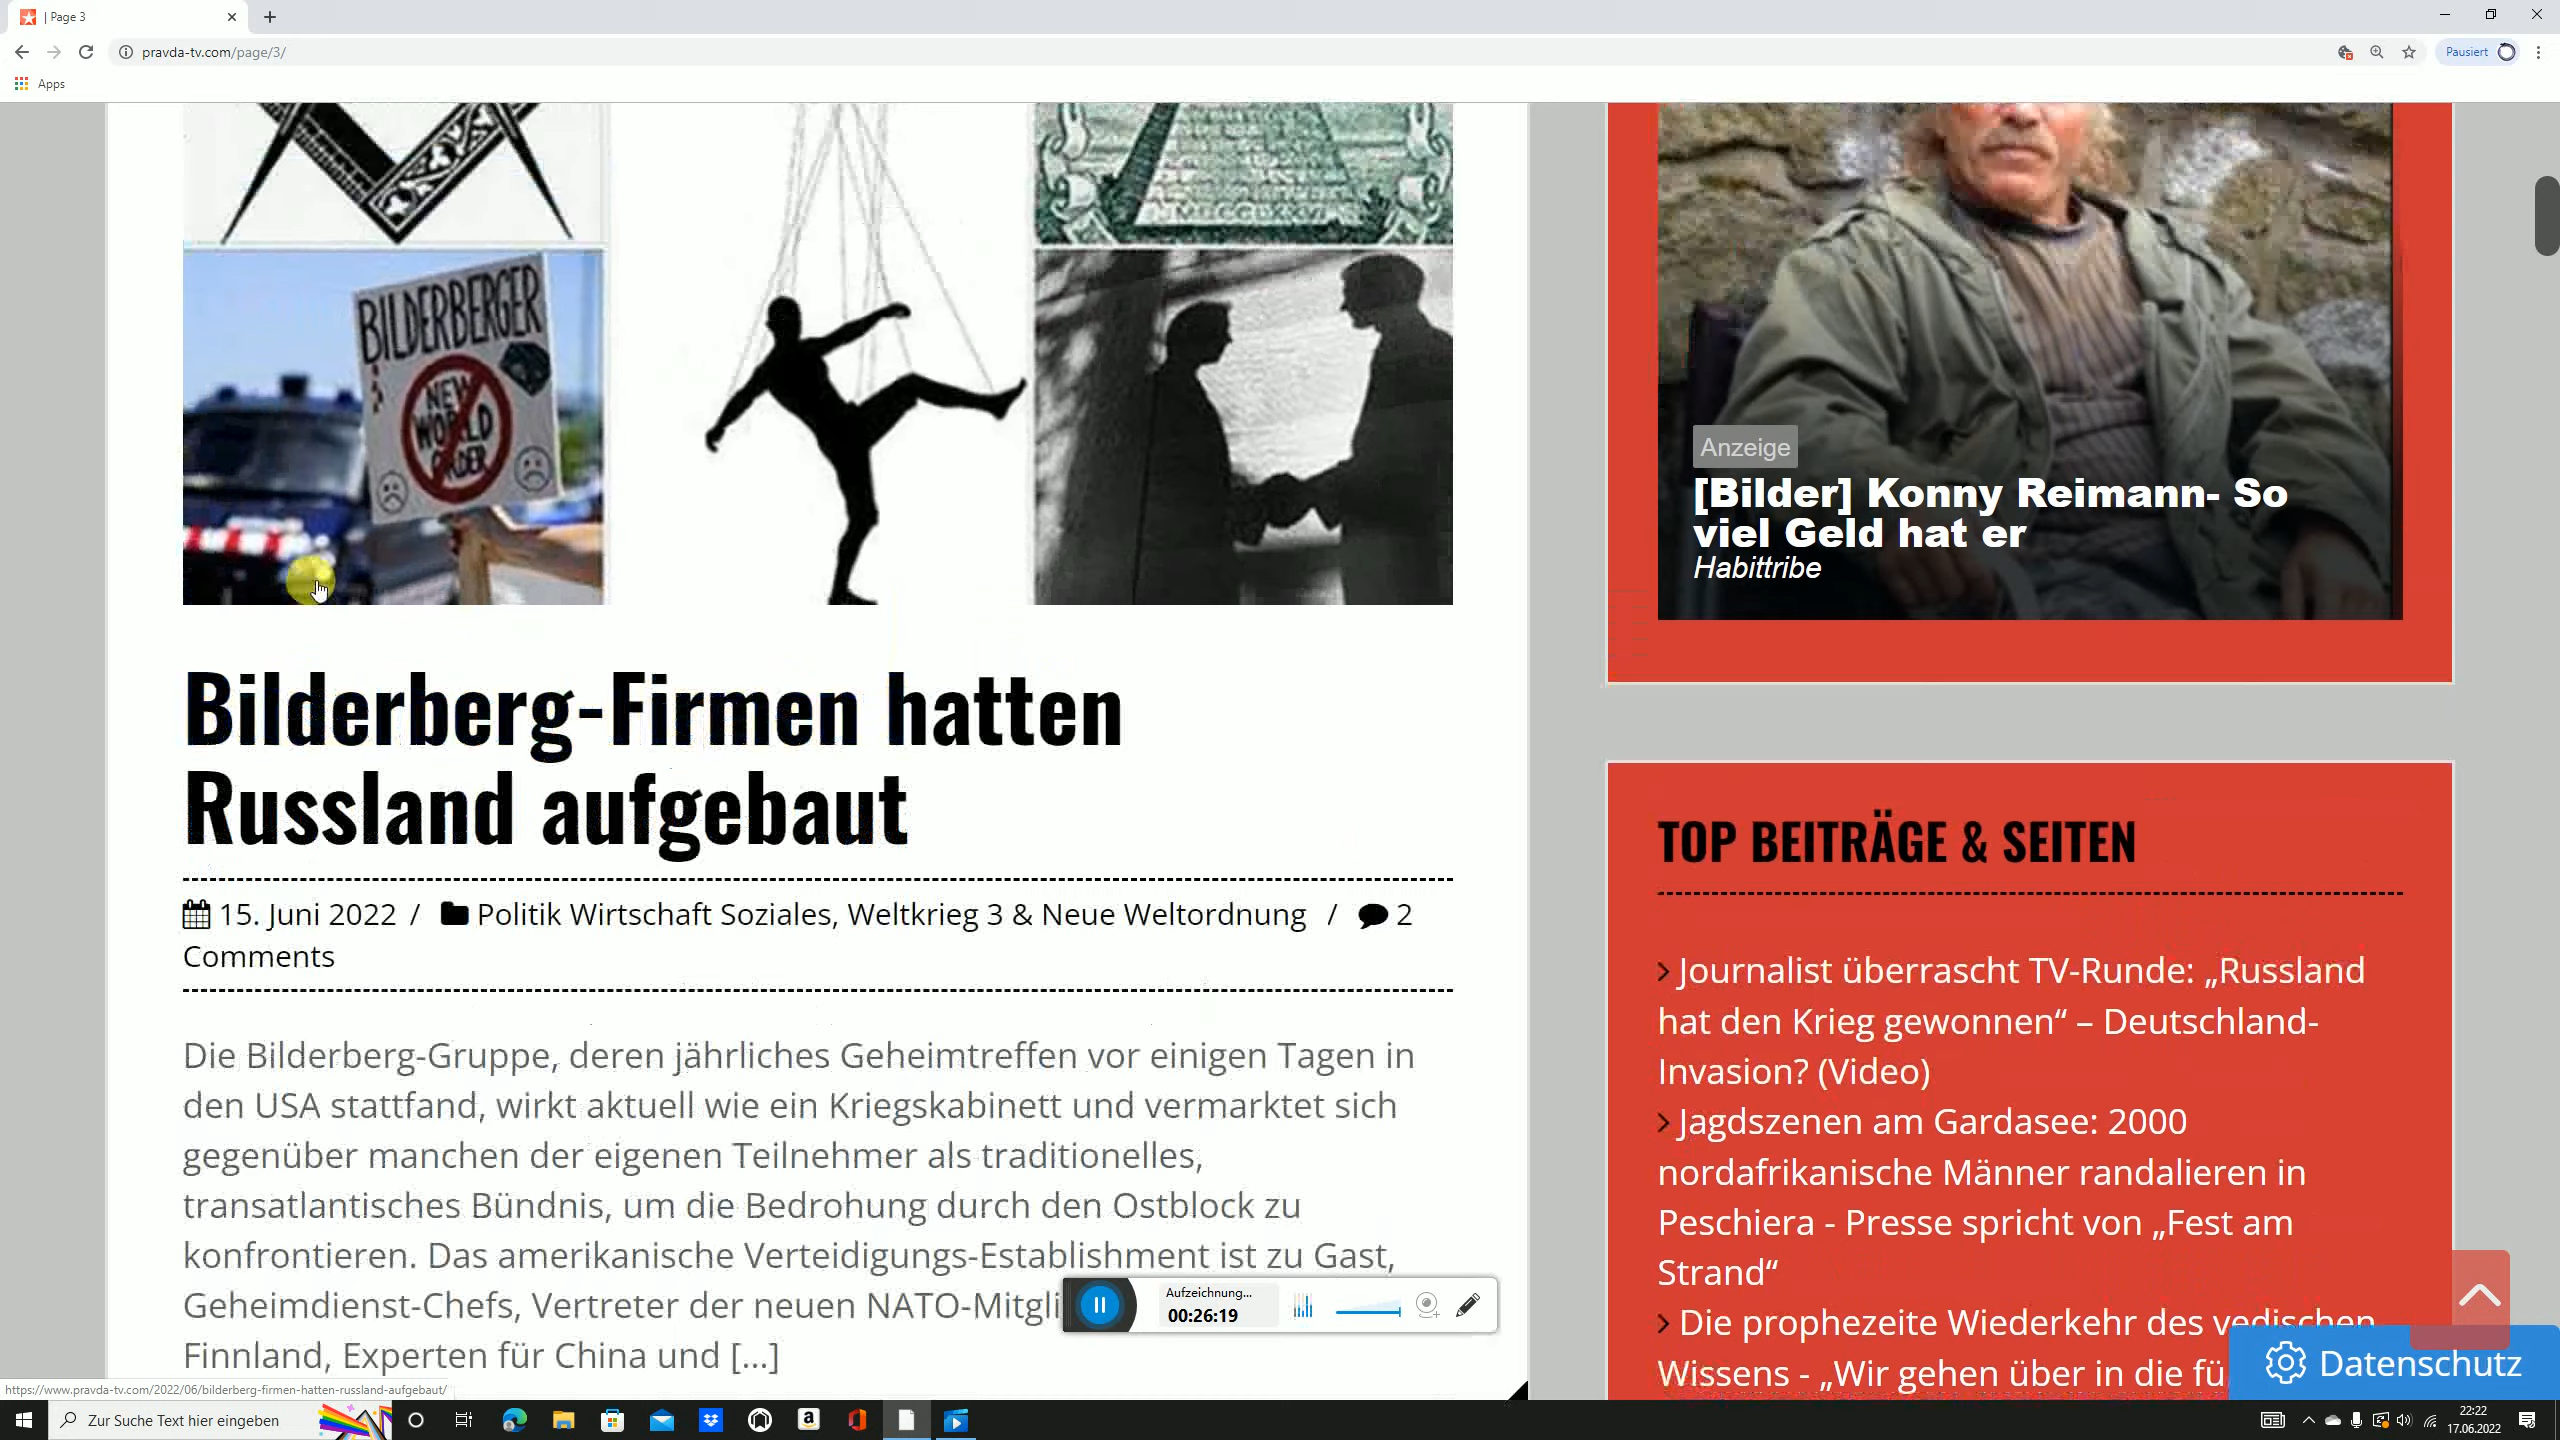 | Page 3
pravda-tv.com/page/3/
Pausiert
Apps
BILDERBERGER
NEW
WORLD
ORDER
MDCCLXXVI
Anzeige
[Bilder] Konny Reimann- So
viel Geld hat er
Habittribe
Bilderberg-Firmen hatten
Russland aufgebaut
15. Juni 2022 / Politik Wirtschaft Soziales, Weltkrieg 3 & Neue Weltordnung / 2
Comments
Die Bilderberg-Gruppe, deren jährliches Geheimtreffen vor einigen Tagen in
den USA stattfand, wirkt aktuell wie ein Kriegskabinett und vermarktet sich
gegenüber manchen der eigenen Teilnehmer als traditionelles,
transatlantisches Bündnis, um die Bedrohung durch den Ostblock zu
konfrontieren. Das amerikanische Verteidigungs-Establishment ist zu Gast,
Geheimdienst-Chefs, Vertreter der neuen NATO-Mitgli
Finnland, Experten für China und [...]
TOP BEITRÄGE & SEITEN
Journalist überrascht TV-Runde: „Russland
hat den Krieg gewonnen“ – Deutschland-
Invasion? (Video)
Jagdszenen am Gardasee: 2000
nordafrikanische Männer randalieren in
Peschiera - Presse spricht von „Fest am
Strand“
Die prophezeite Wiederkehr des vedischen
Wissens - „Wir gehen über in die fü
Datenschutz
Aufzeichnung...
00:26:19
https://www.pravda-tv.com/2022/06/bilderberg-firmen-hatten-russland-aufgebaut/
Zur Suche Text hier eingeben
22:22
17.06.2022